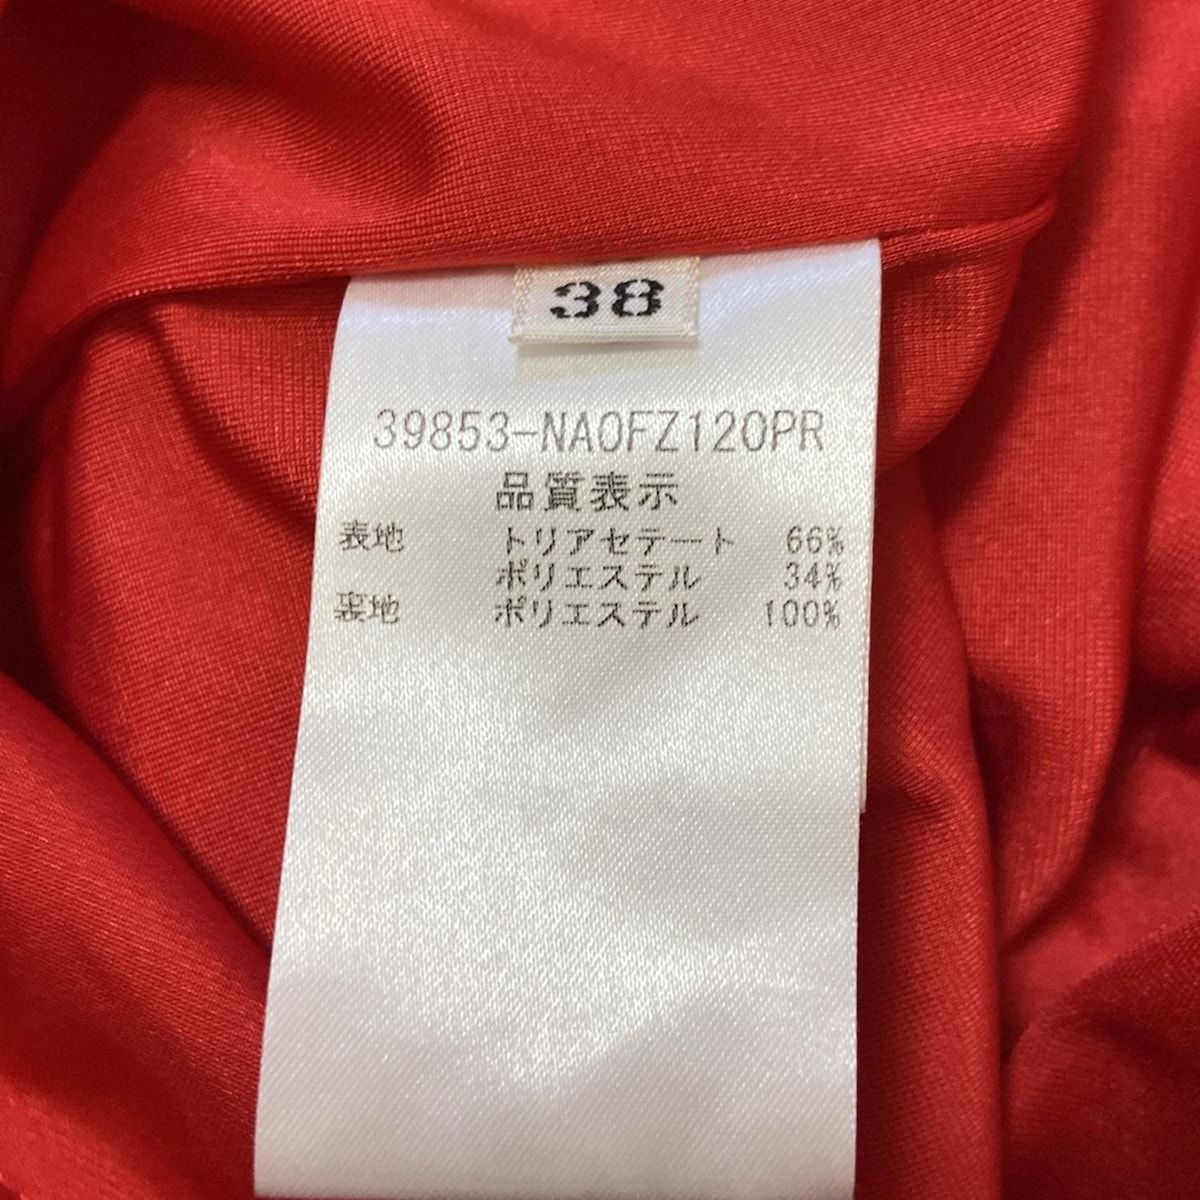 38
39853-NA0FZ120PR
品質表示
表地 トリアセテート 66%
ポリエステル 34%
裏地 ポリエステル 100%